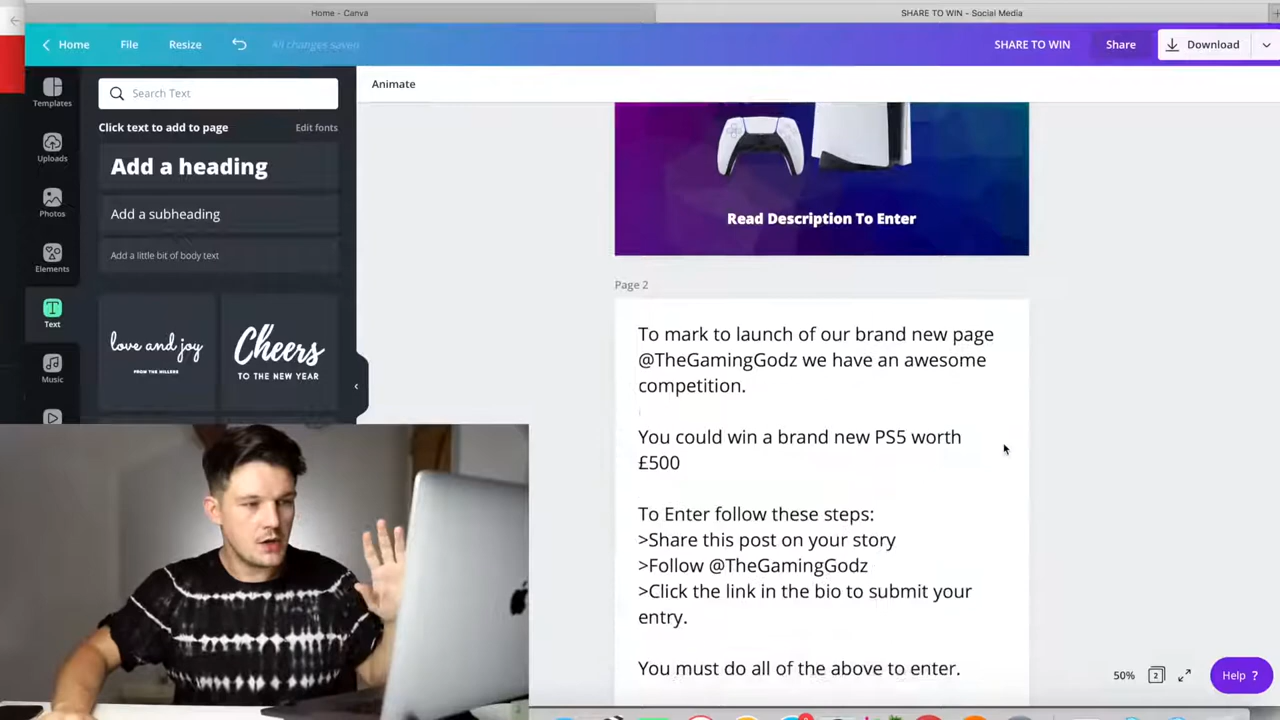 Home - Canva
SHARE TO WIN - Social Media
Home
File
Resize
All changes saved
SHARE TO WIN
Share
Download
Templates
Uploads
Photos
Elements
Text
Music
Search Text
Click text to add to page
Edit fonts
Add a heading
Add a subheading
Add a little bit of body text
love and joy
FROM THE MILLERS
Cheers
TO THE NEW YEAR
Animate
Read Description To Enter
Page 2
To mark to launch of our brand new page
@TheGamingGodz we have an awesome
competition.
You could win a brand new PS5 worth
£500
To Enter follow these steps:
>Share this post on your story
>Follow @TheGamingGodz
>Click the link in the bio to submit your
entry.
You must do all of the above to enter.
50%
2
Help ?